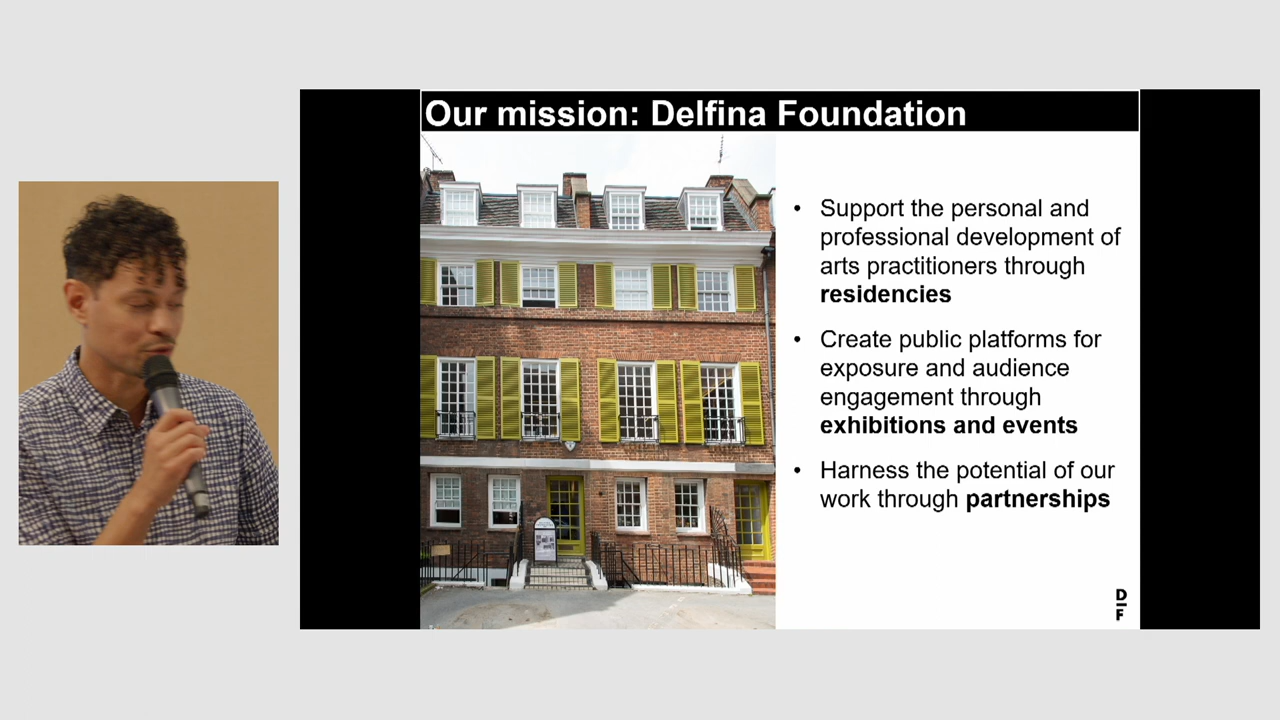 Our mission: Delfina Foundation
• Support the personal and
professional development of
arts practitioners through
residencies
• Create public platforms for
exposure and audience
engagement through
exhibitions and events
• Harness the potential of our
work through partnerships
D
F